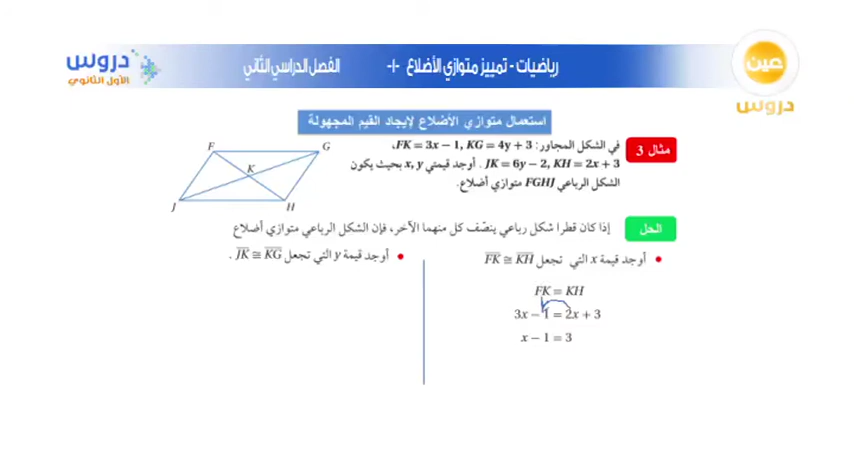 رياضيات - تمييز متوازي الأضلاع -١-
الفصل الدراسي الثاني
دروس
الأول الثانوي
عين
دروس
استعمال متوازي الأضلاع لإيجاد القيم المجهولة
مثال 3
في الشكل المجاور: FK = 3x − 1, KG = 4y + 3,
JK = 6y − 2, KH = 2x + 3 . أوجد قيمتي x, y بحيث يكون
الشكل الرباعي FGHJ متوازي أضلاع.
F
G
K
J
H
الحل
إذا كان قطرا شكل رباعي ينصّف كل منهما الآخر، فإن الشكل الرباعي متوازي أضلاع
• أوجد قيمة x التي تجعل FK ≅ KH
FK = KH
3x − 1 = 2x + 3
x − 1 = 3
• أوجد قيمة y التي تجعل JK ≅ KG .